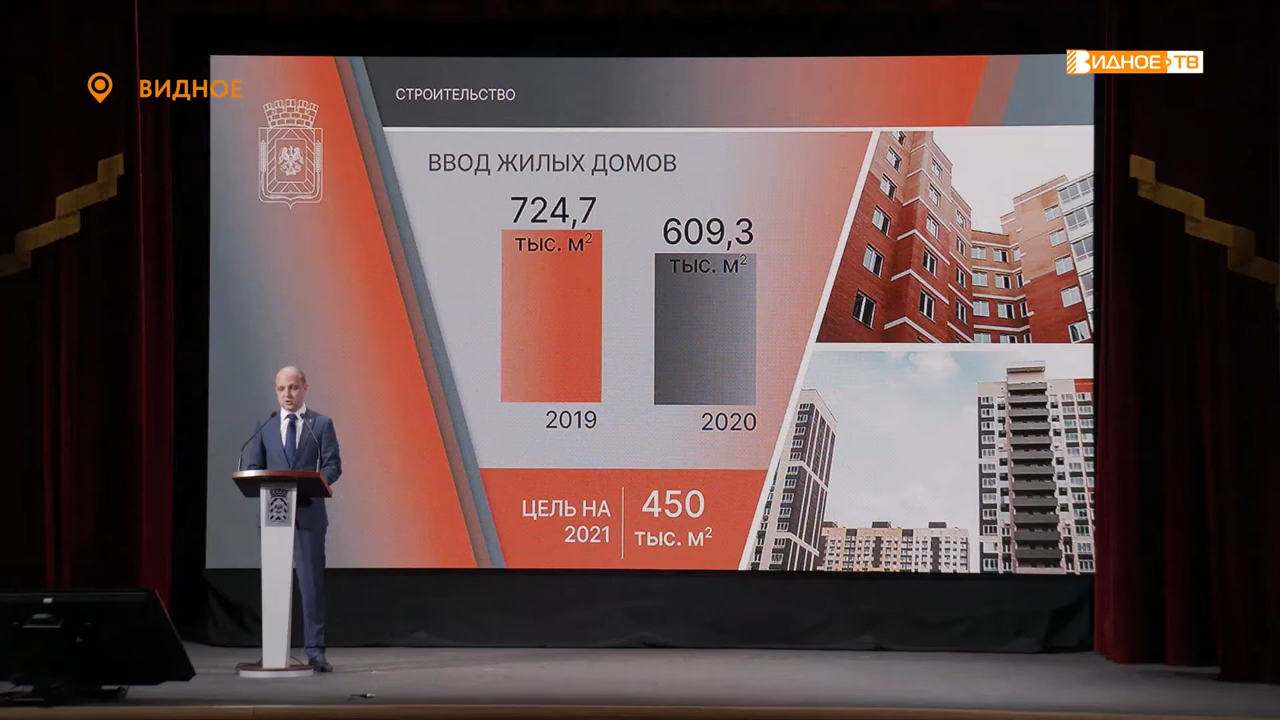 ВИДНОЕ
ВИДНОЕ-ТВ
СТРОИТЕЛЬСТВО
ВВОД ЖИЛЫХ ДОМОВ
724,7
ТЫС. М²
609,3
ТЫС. М²
2019
2020
ЦЕЛЬ НА
2021
450
ТЫС. М²